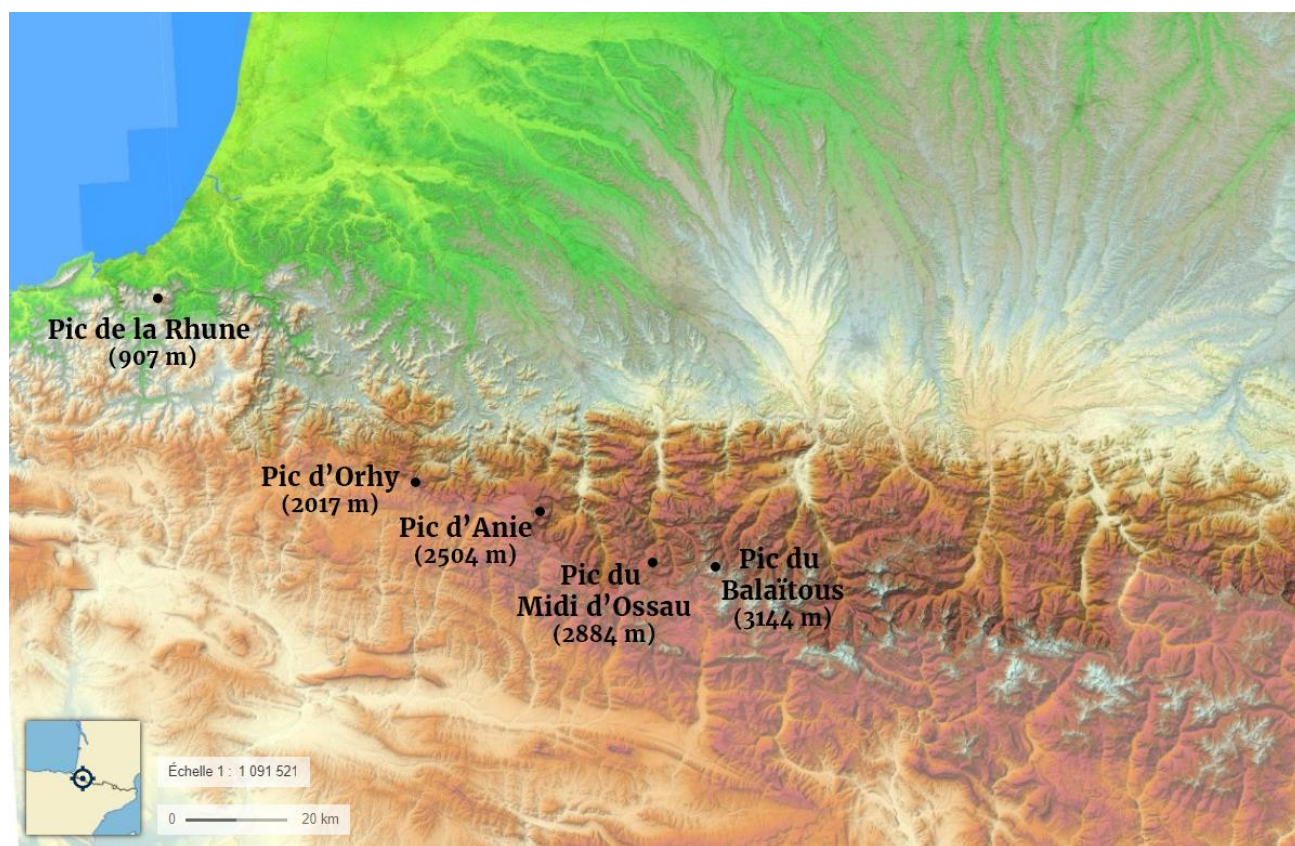 Pic de la Rhune
(907 m)
Pic d’Orhy
(2017 m)
Pic d’Anie
(2504 m)
Pic du
Midi d’Ossau
(2884 m)
Pic du
Balaïtous
(3144 m)
Échelle 1 : 1 091 521
0 20 km